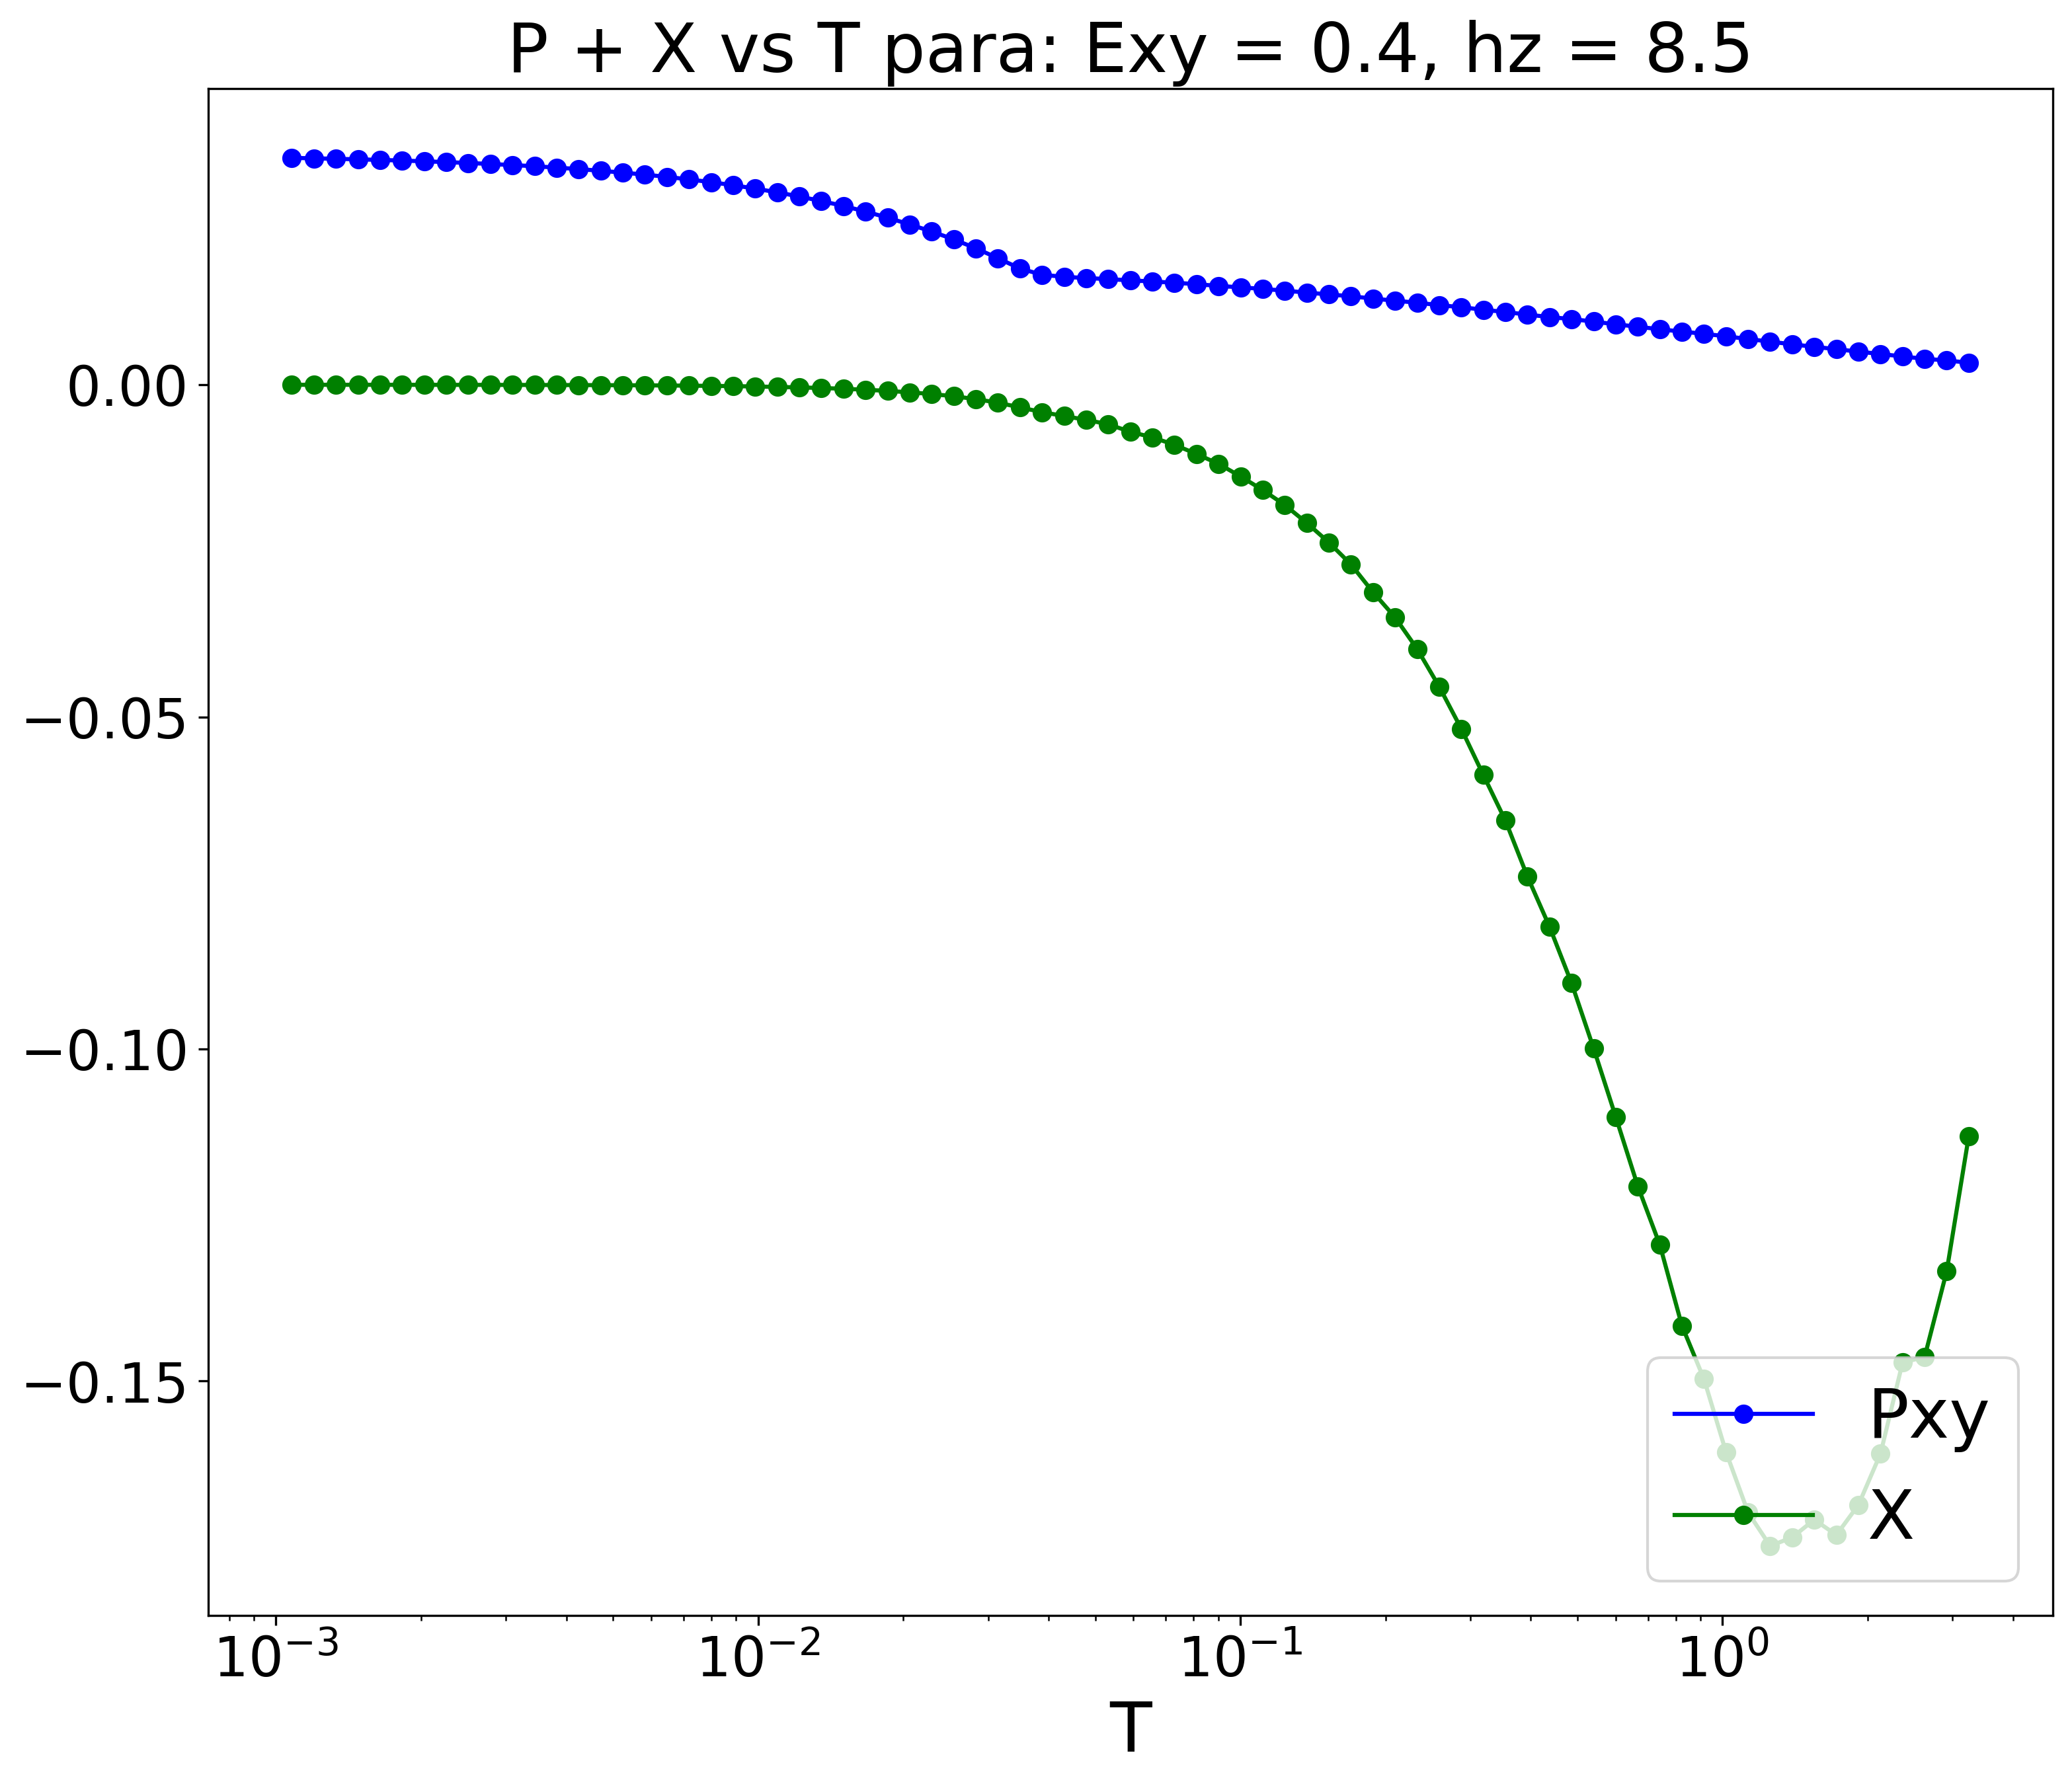 P + X vs T para: Exy = 0.4, hz = 8.5
0.00
−0.05
−0.10
−0.15
Pxy
X
10⁻³ 10⁻² 10⁻¹ 10⁰
T